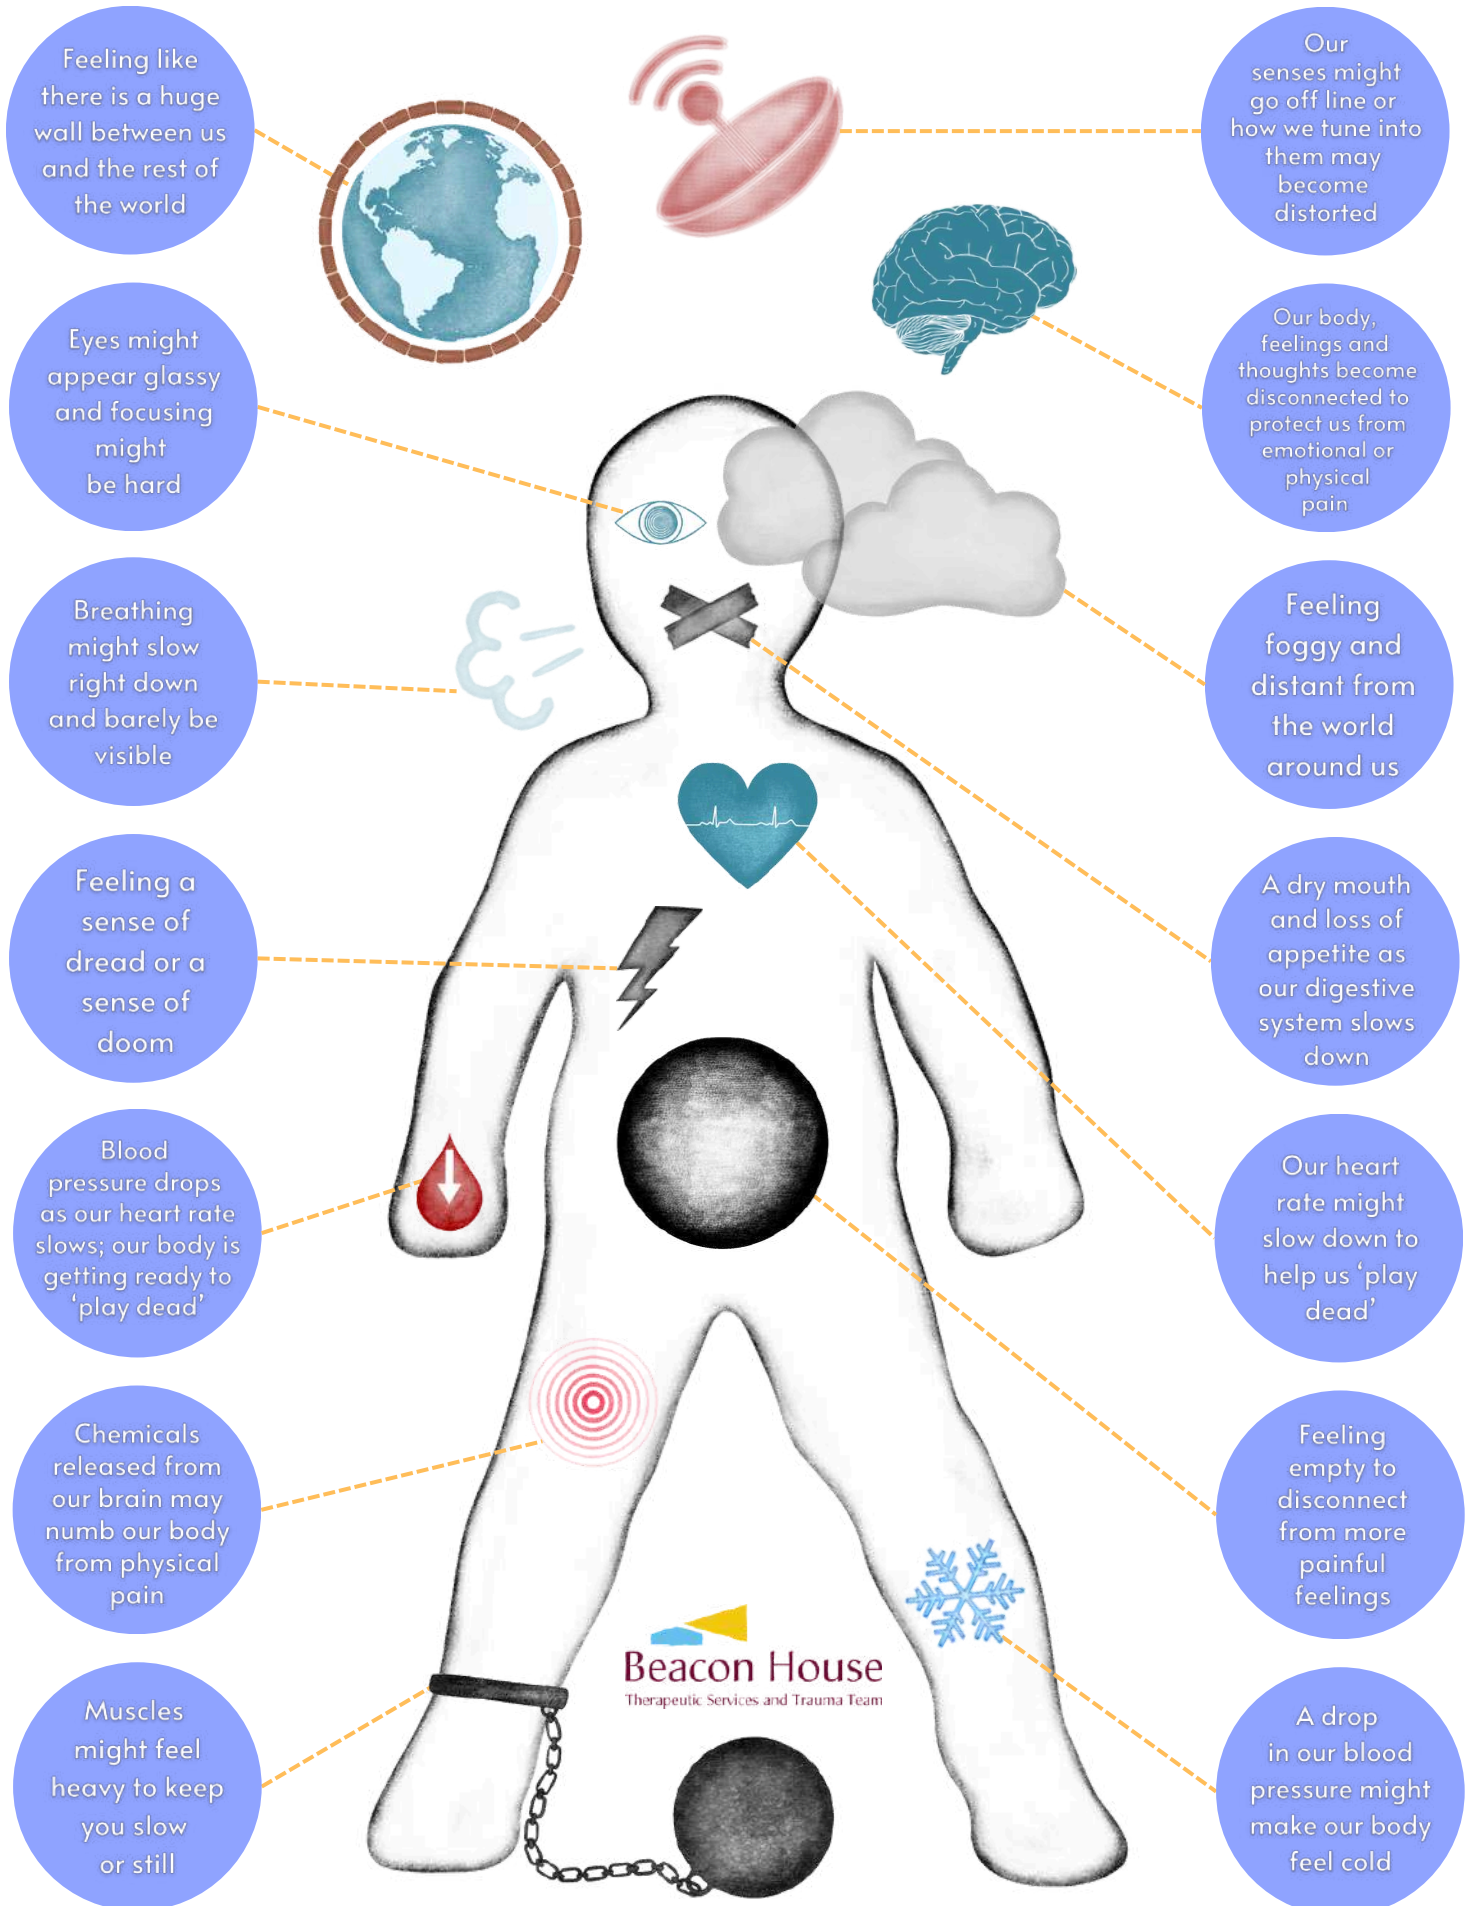 Feeling like
there is a huge
wall between us
and the rest of
the world
Our
senses might
go off line or
how we tune into
them may
become
distorted
Eyes might
appear glassy
and focusing
might
be hard
Our body,
feelings and
thoughts become
disconnected to
protect us from
emotional or
physical
pain
Breathing
might slow
right down
and barely be
visible
Feeling
foggy and
distant from
the world
around us
Feeling a
sense of
dread or a
sense of
doom
A dry mouth
and loss of
appetite as
our digestive
system slows
down
Blood
pressure drops
as our heart rate
slows; our body is
getting ready to
‘play dead’
Our heart
rate might
slow down to
help us ‘play
dead’
Chemicals
released from
our brain may
numb our body
from physical
pain
Feeling
empty to
disconnect
from more
painful
feelings
Muscles
might feel
heavy to keep
you slow
or still
Beacon House
Therapeutic Services and Trauma Team
A drop
in our blood
pressure might
make our body
feel cold